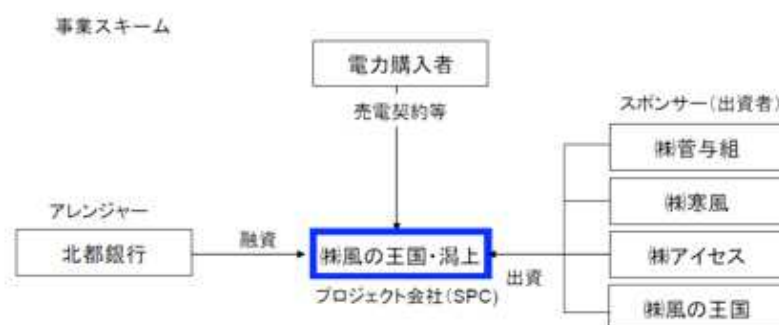 事業スキーム
電力購入者
売電契約等
スポンサー(出資者)
㈱菅与組
㈱寒風
アレンジャー
北都銀行
融資
㈱風の王国・潟上
出資
㈱アイセス
プロジェクト会社(SPC)
㈱風の王国